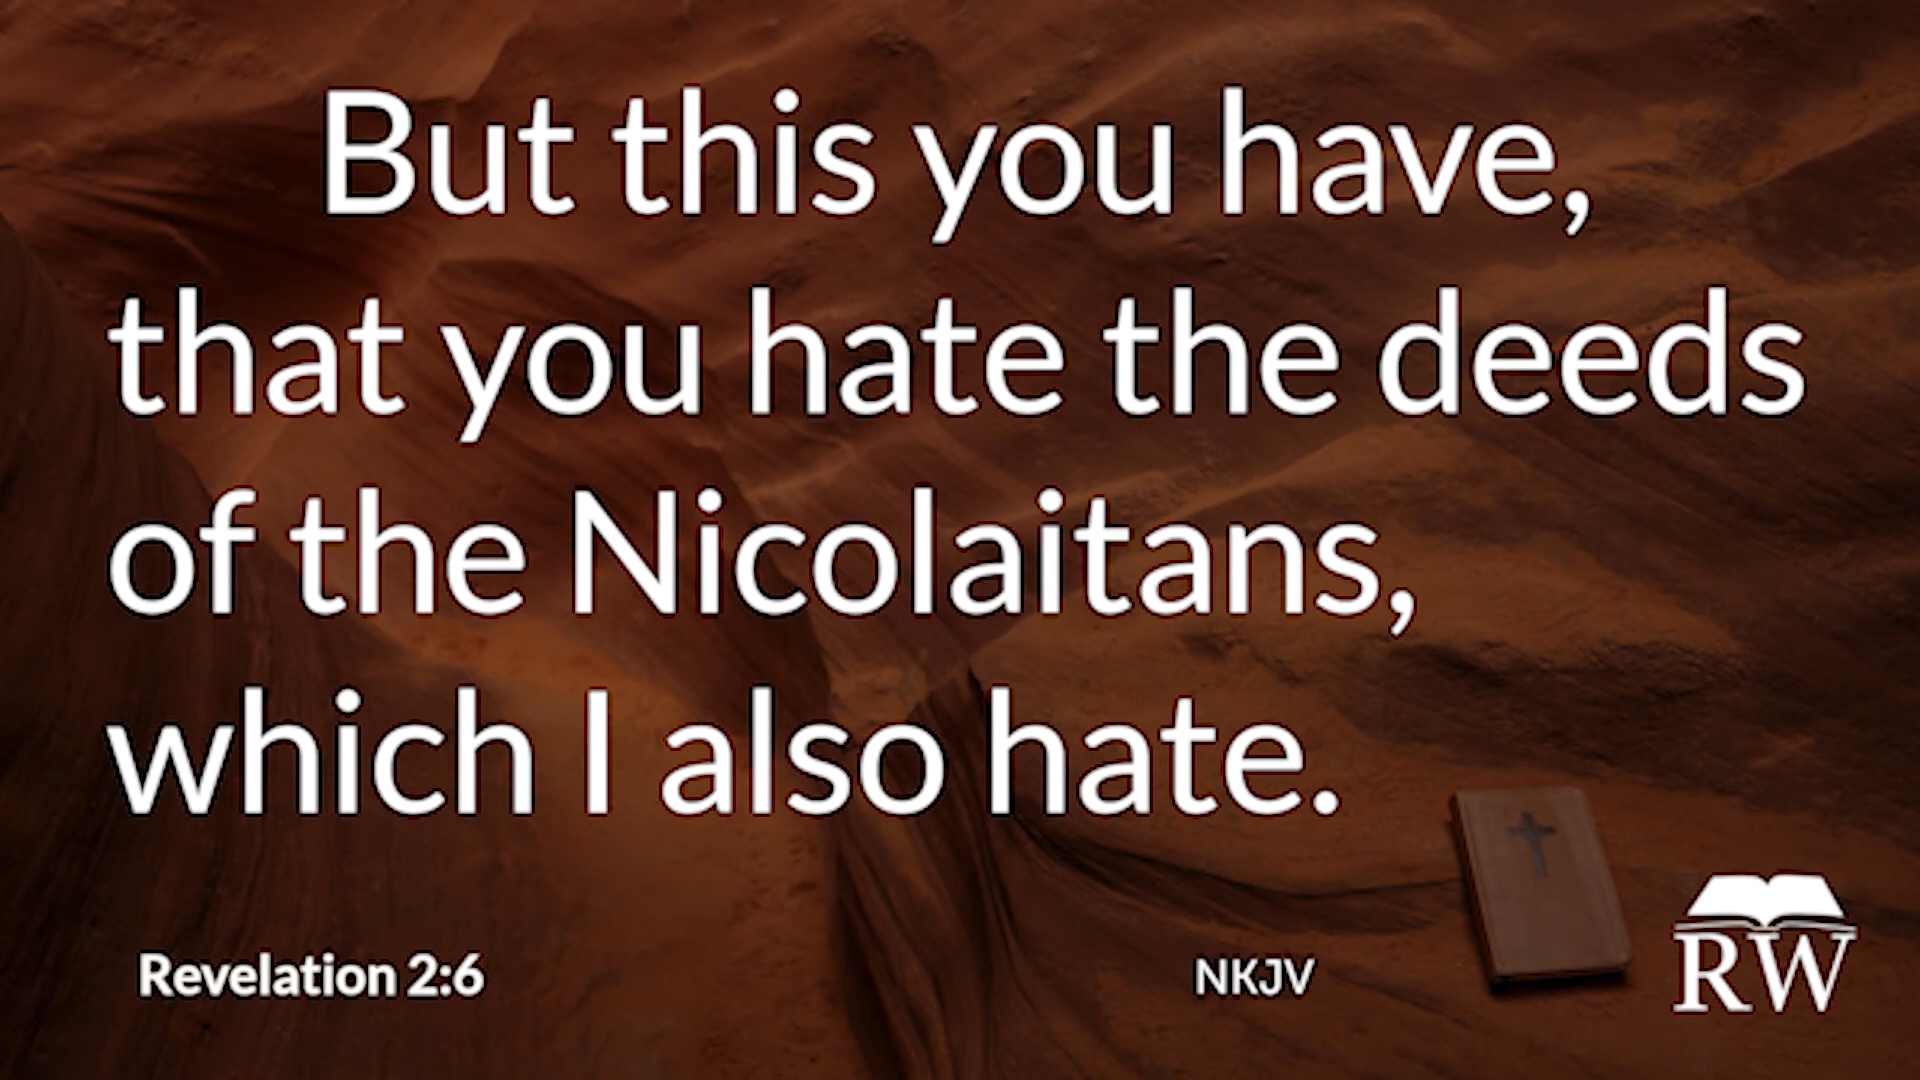 But this you have,
that you hate the deeds
of the Nicolaitans,
which I also hate.
Revelation 2:6
NKJV
RW